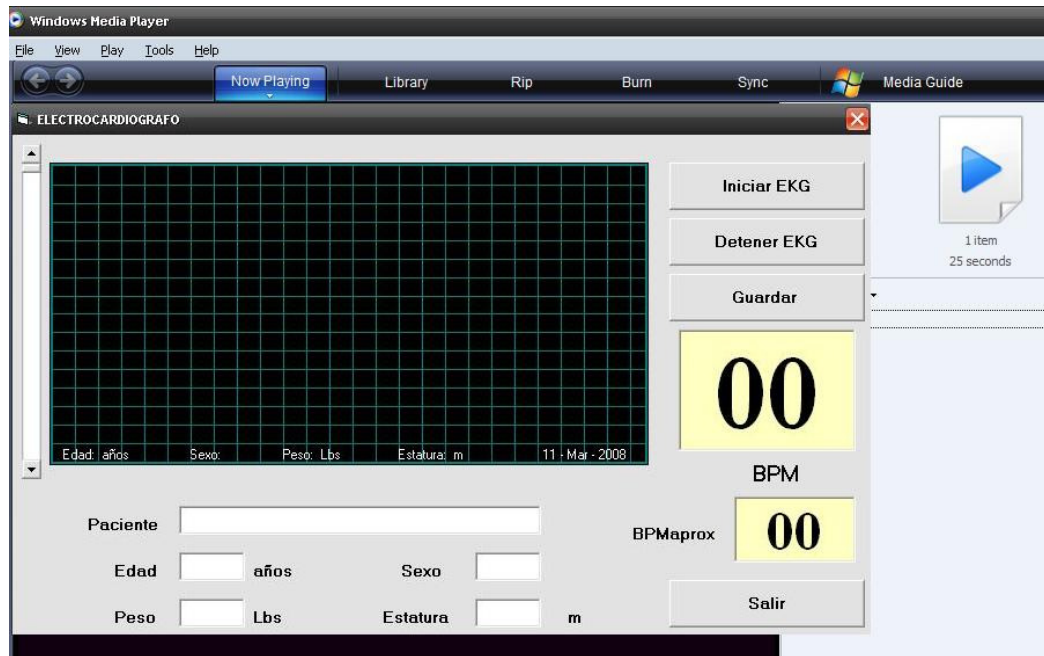 Windows Media Player
File View Play Tools Help
Now Playing Library Rip Burn Sync Media Guide
ELECTROCARDIOGRAFO
Iniciar EKG
Detener EKG
1 item
25 seconds
Guardar
00
Edad: años Sexo: Peso: Lbs Estatura: m 11 - Mar - 2008
BPM
Paciente
BPMaprox 00
Edad años Sexo
Salir
Peso Lbs Estatura m